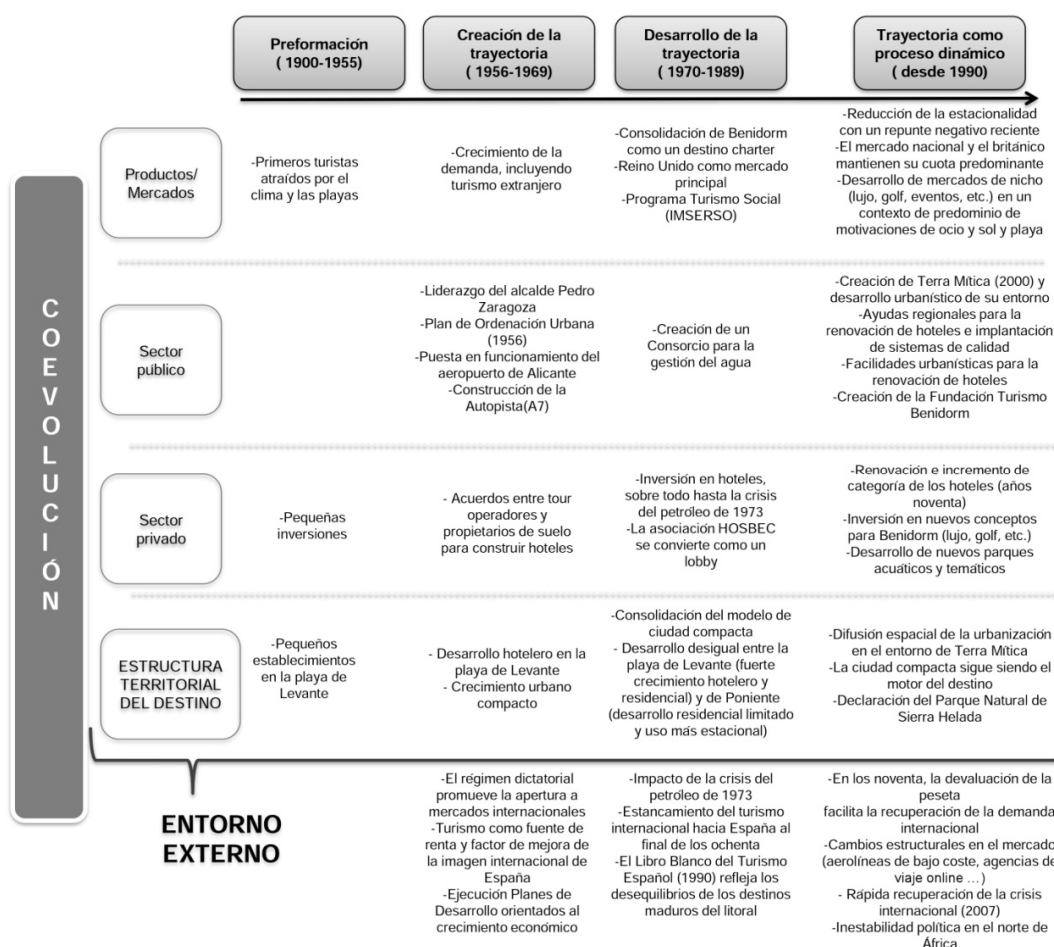 Preformación
( 1900-1955)
Creación de la
trayectoria
( 1956-1969)
Desarrollo de la
trayectoria
( 1970-1989)
Trayectoria como
proceso dinámico
( desde 1990)
COEVOLUCIÓN
Productos/
Mercados
-Primeros turistas
atraídos por el
clima y las playas
-Crecimiento de la
demanda, incluyendo
turismo extranjero
-Consolidación de Benidorm
como un destino charter
-Reino Unido como mercado
principal
-Programa Turismo Social
(IMSERSO)
-Reducción de la estacionalidad
con un repunte negativo reciente
-El mercado nacional y el británico
mantienen su cuota predominante
-Desarrollo de mercados de nicho
(lujo, golf, eventos, etc.) en un
contexto de predominio de
motivaciones de ocio y sol y playa
Sector
público
-Liderazgo del alcalde Pedro
Zaragoza
-Plan de Ordenación Urbana
(1956)
-Puesta en funcionamiento del
aeropuerto de Alicante
-Construcción de la
Autopista(A7)
-Creación de un
Consorcio para la
gestión del agua
-Creación de Terra Mítica (2000) y
desarrollo urbanístico de su entorno
-Ayudas regionales para la
renovación de hoteles e implantación
de sistemas de calidad
-Facilidades urbanísticas para la
renovación de hoteles
-Creación de la Fundación Turismo
Benidorm
Sector
privado
-Pequeñas
inversiones
- Acuerdos entre tour
operadores y
propietarios de suelo
para construir hoteles
-Inversión en hoteles,
sobre todo hasta la crisis
del petróleo de 1973
-La asociación HOSBEC
se convierte como un
lobby
-Renovación e incremento de
categoría de los hoteles (años
noventa)
-Inversión en nuevos conceptos
para Benidorm (lujo, golf, etc.)
-Desarrollo de nuevos parques
acuáticos y temáticos
ESTRUCTURA
TERRITORIAL
DEL DESTINO
-Pequeños
establecimientos
en la playa de
Levante
- Desarrollo hotelero en la
playa de Levante
- Crecimiento urbano
compacto
-Consolidación del modelo de
ciudad compacta
- Desarrollo desigual entre la
playa de Levante (fuerte
crecimiento hotelero y
residencial) y de Poniente
(desarrollo residencial limitado
y uso más estacional)
-Difusión espacial de la urbanización
en el entorno de Terra Mítica
-La ciudad compacta sigue siendo el
motor del destino
-Declaración del Parque Natural de
Sierra Helada
ENTORNO
EXTERNO
-El régimen dictatorial
promueve la apertura a
mercados internacionales
-Turismo como fuente de
renta y factor de mejora de
la imagen internacional de
España
-Ejecución Planes de
Desarrollo orientados al
crecimiento económico
-Impacto de la crisis del
petróleo de 1973
-Estancamiento del turismo
internacional hacia España al
final de los ochenta
-El Libro Blanco del Turismo
Español (1990) refleja los
desequilibrios de los destinos
maduros del litoral
-En los noventa, la devaluación de la
peseta
facilita la recuperación de la demanda
internacional
-Cambios estructurales en el mercado
(aerolíneas de bajo coste, agencias de
viaje online ...)
- Rápida recuperación de la crisis
internacional (2007)
-Inestabilidad política en el norte de
África